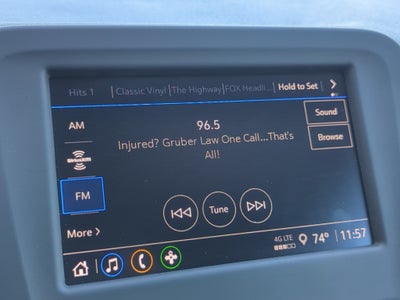 Hits 1 Classic Vinyl The Highway FOX Headli... Hold to Set
AM
96.5
Sound
Injured? Gruber Law One Call...That's
All!
Browse
SiriusXM
FM
Tune
More >
4G LTE
74° 11:57